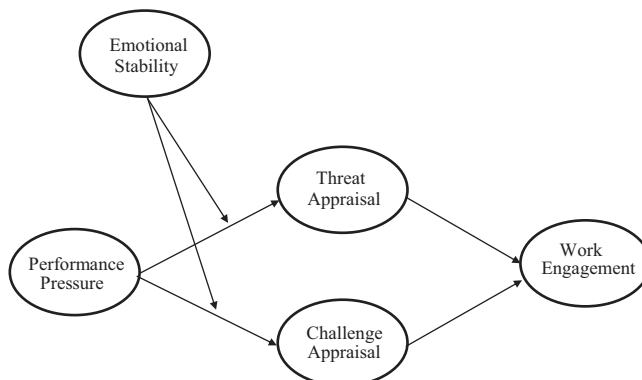 Emotional
Stability
Threat
Appraisal
Performance
Pressure
Work
Engagement
Challenge
Appraisal